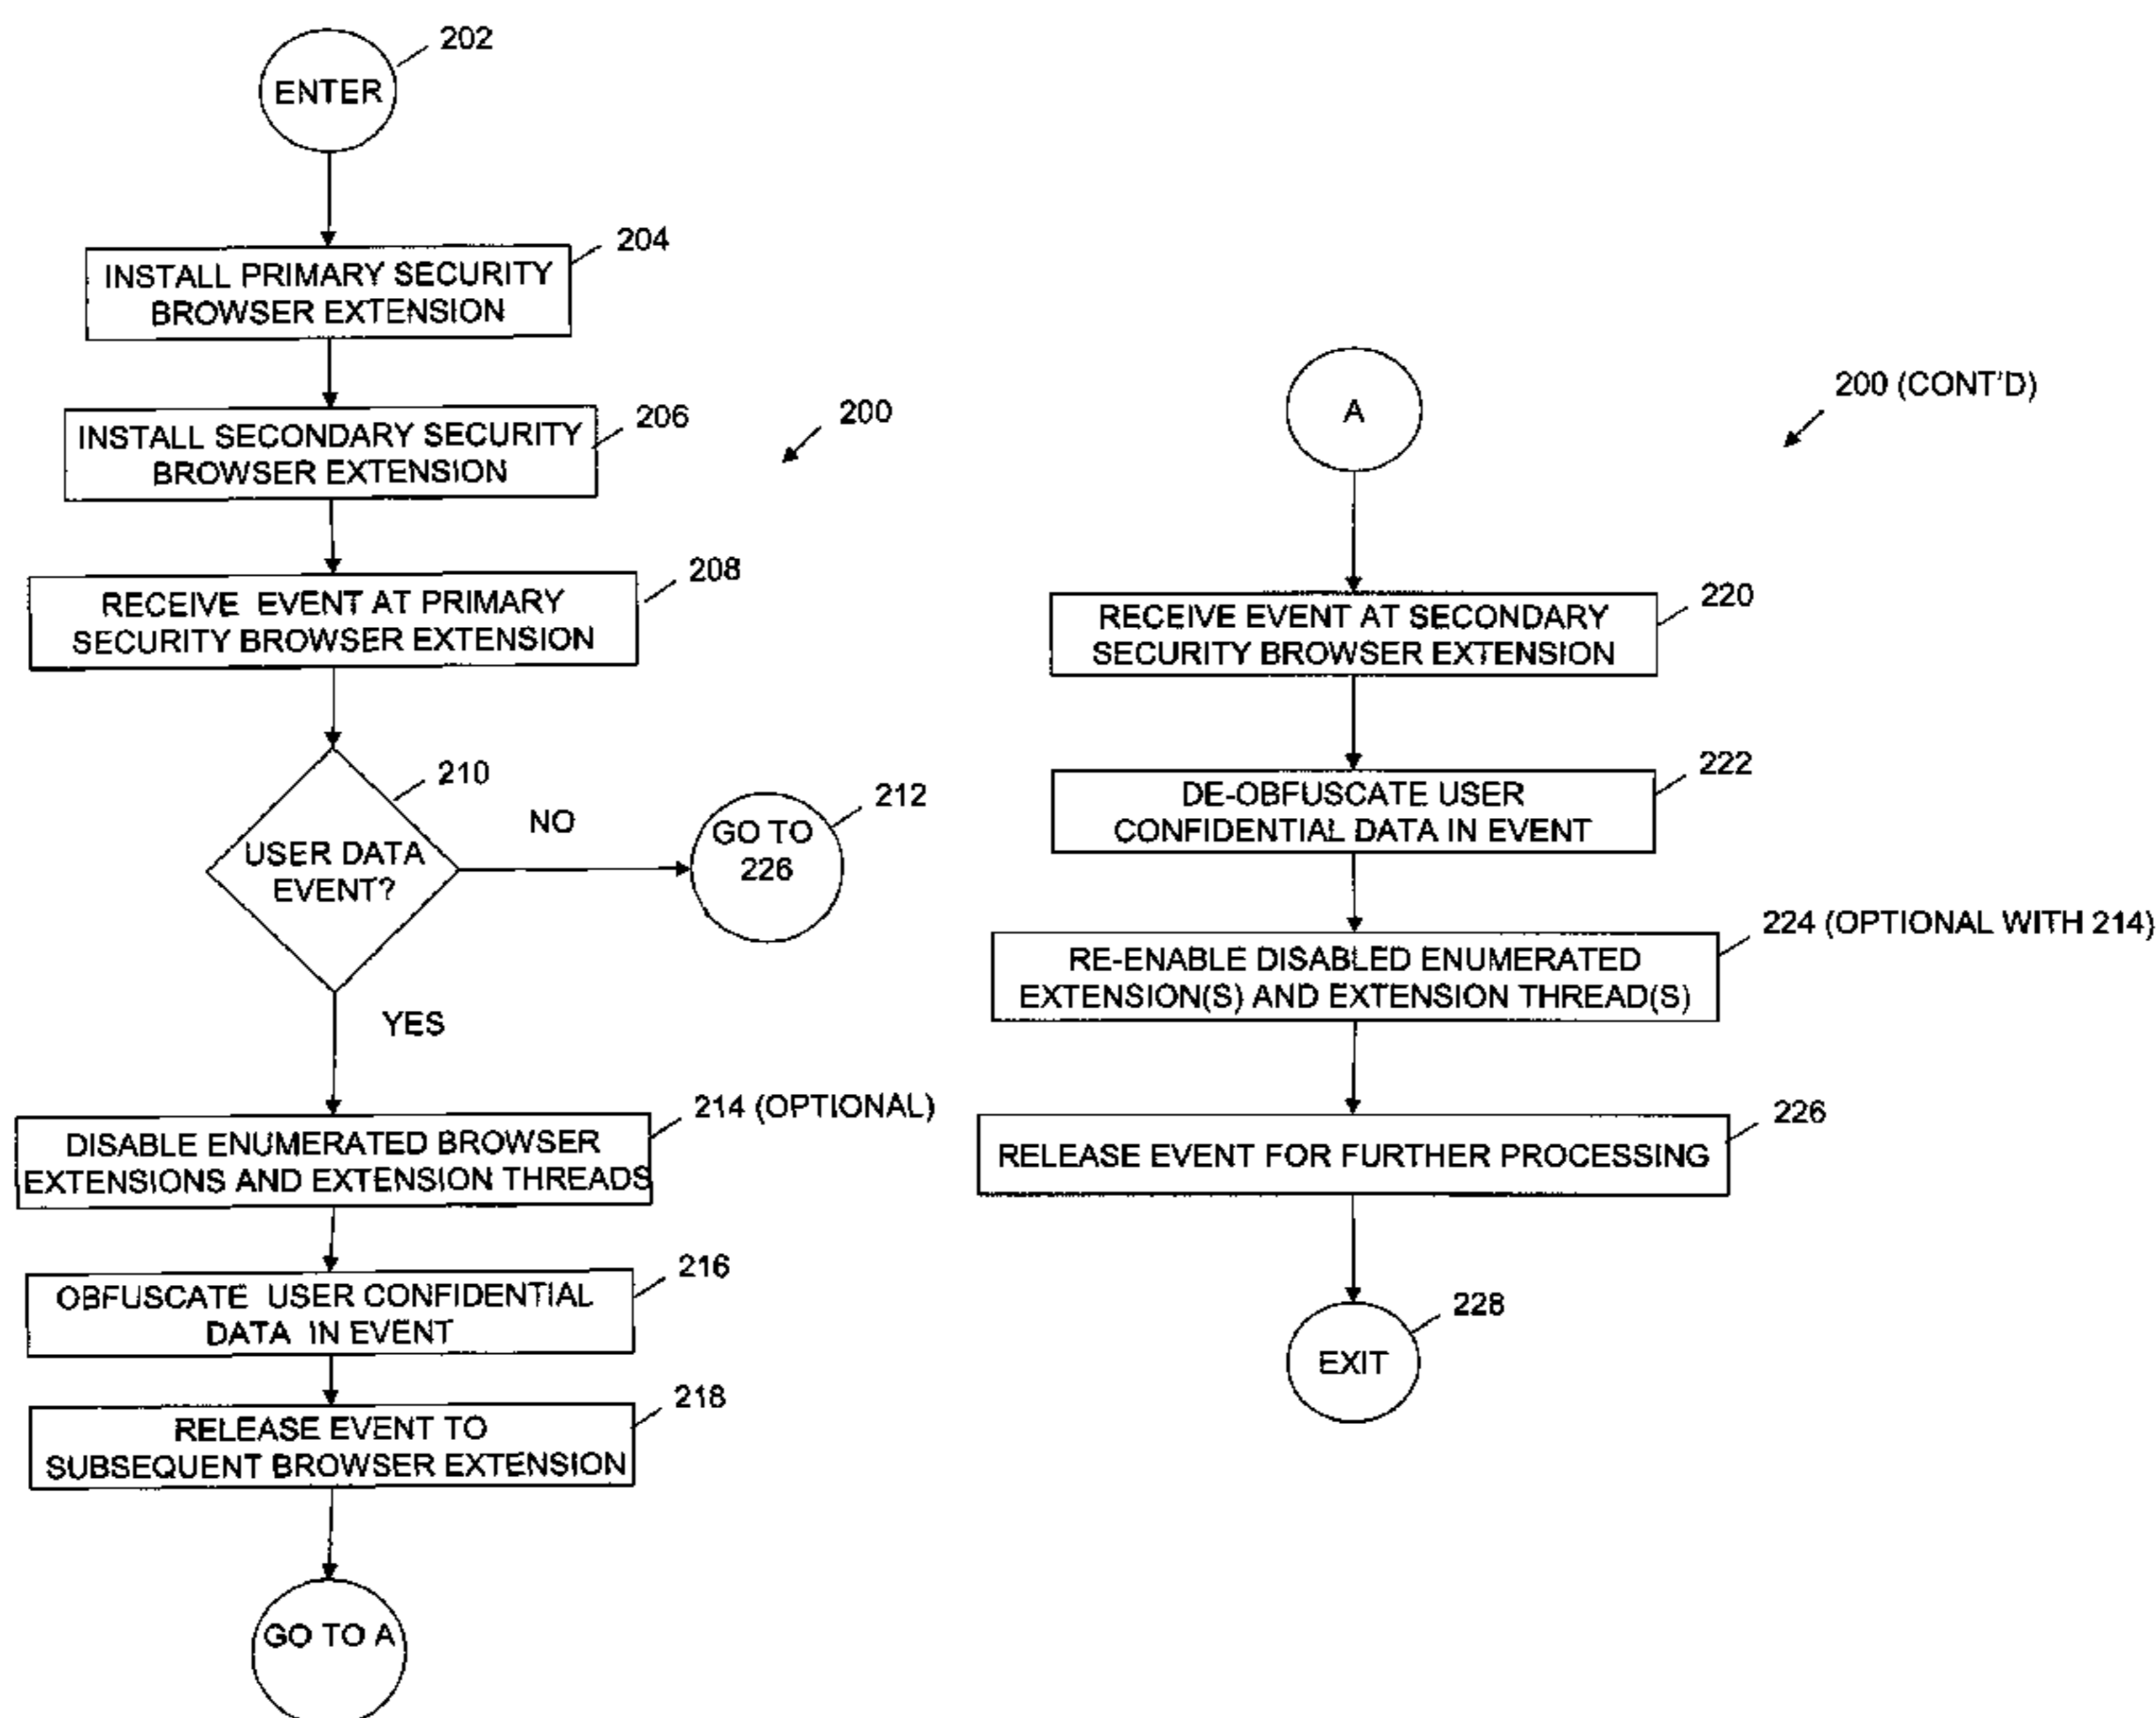 202
ENTER
204
INSTALL PRIMARY SECURITY
BROWSER EXTENSION
206
INSTALL SECONDARY SECURITY
BROWSER EXTENSION
200
208
RECEIVE EVENT AT PRIMARY
SECURITY BROWSER EXTENSION
210
USER DATA
EVENT?
NO
212
GO TO
226
YES
214 (OPTIONAL)
DISABLE ENUMERATED BROWSER
EXTENSIONS AND EXTENSION THREADS
216
OBFUSCATE USER CONFIDENTIAL
DATA IN EVENT
218
RELEASE EVENT TO
SUBSEQUENT BROWSER EXTENSION
GO TO A
A
200 (CONT'D)
220
RECEIVE EVENT AT SECONDARY
SECURITY BROWSER EXTENSION
222
DE-OBFUSCATE USER
CONFIDENTIAL DATA IN EVENT
224 (OPTIONAL WITH 214)
RE-ENABLE DISABLED ENUMERATED
EXTENSION(S) AND EXTENSION THREAD(S)
226
RELEASE EVENT FOR FURTHER PROCESSING
228
EXIT